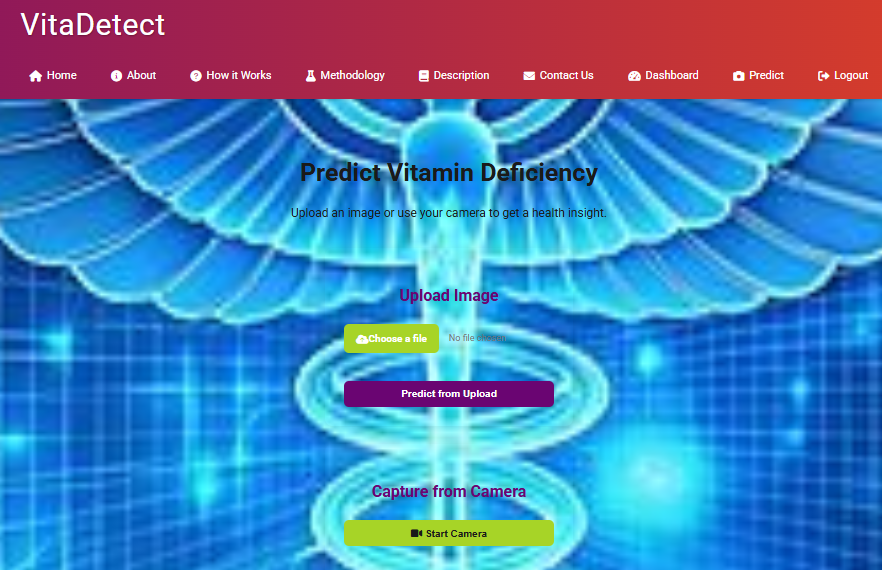 VitaDetect
Home About How it Works Methodology Description Contact Us Dashboard Predict Logout
Predict Vitamin Deficiency
Upload an image or use your camera to get a health insight.
Upload Image
Choose a file No file chosen
Predict from Upload
Capture from Camera
Start Camera